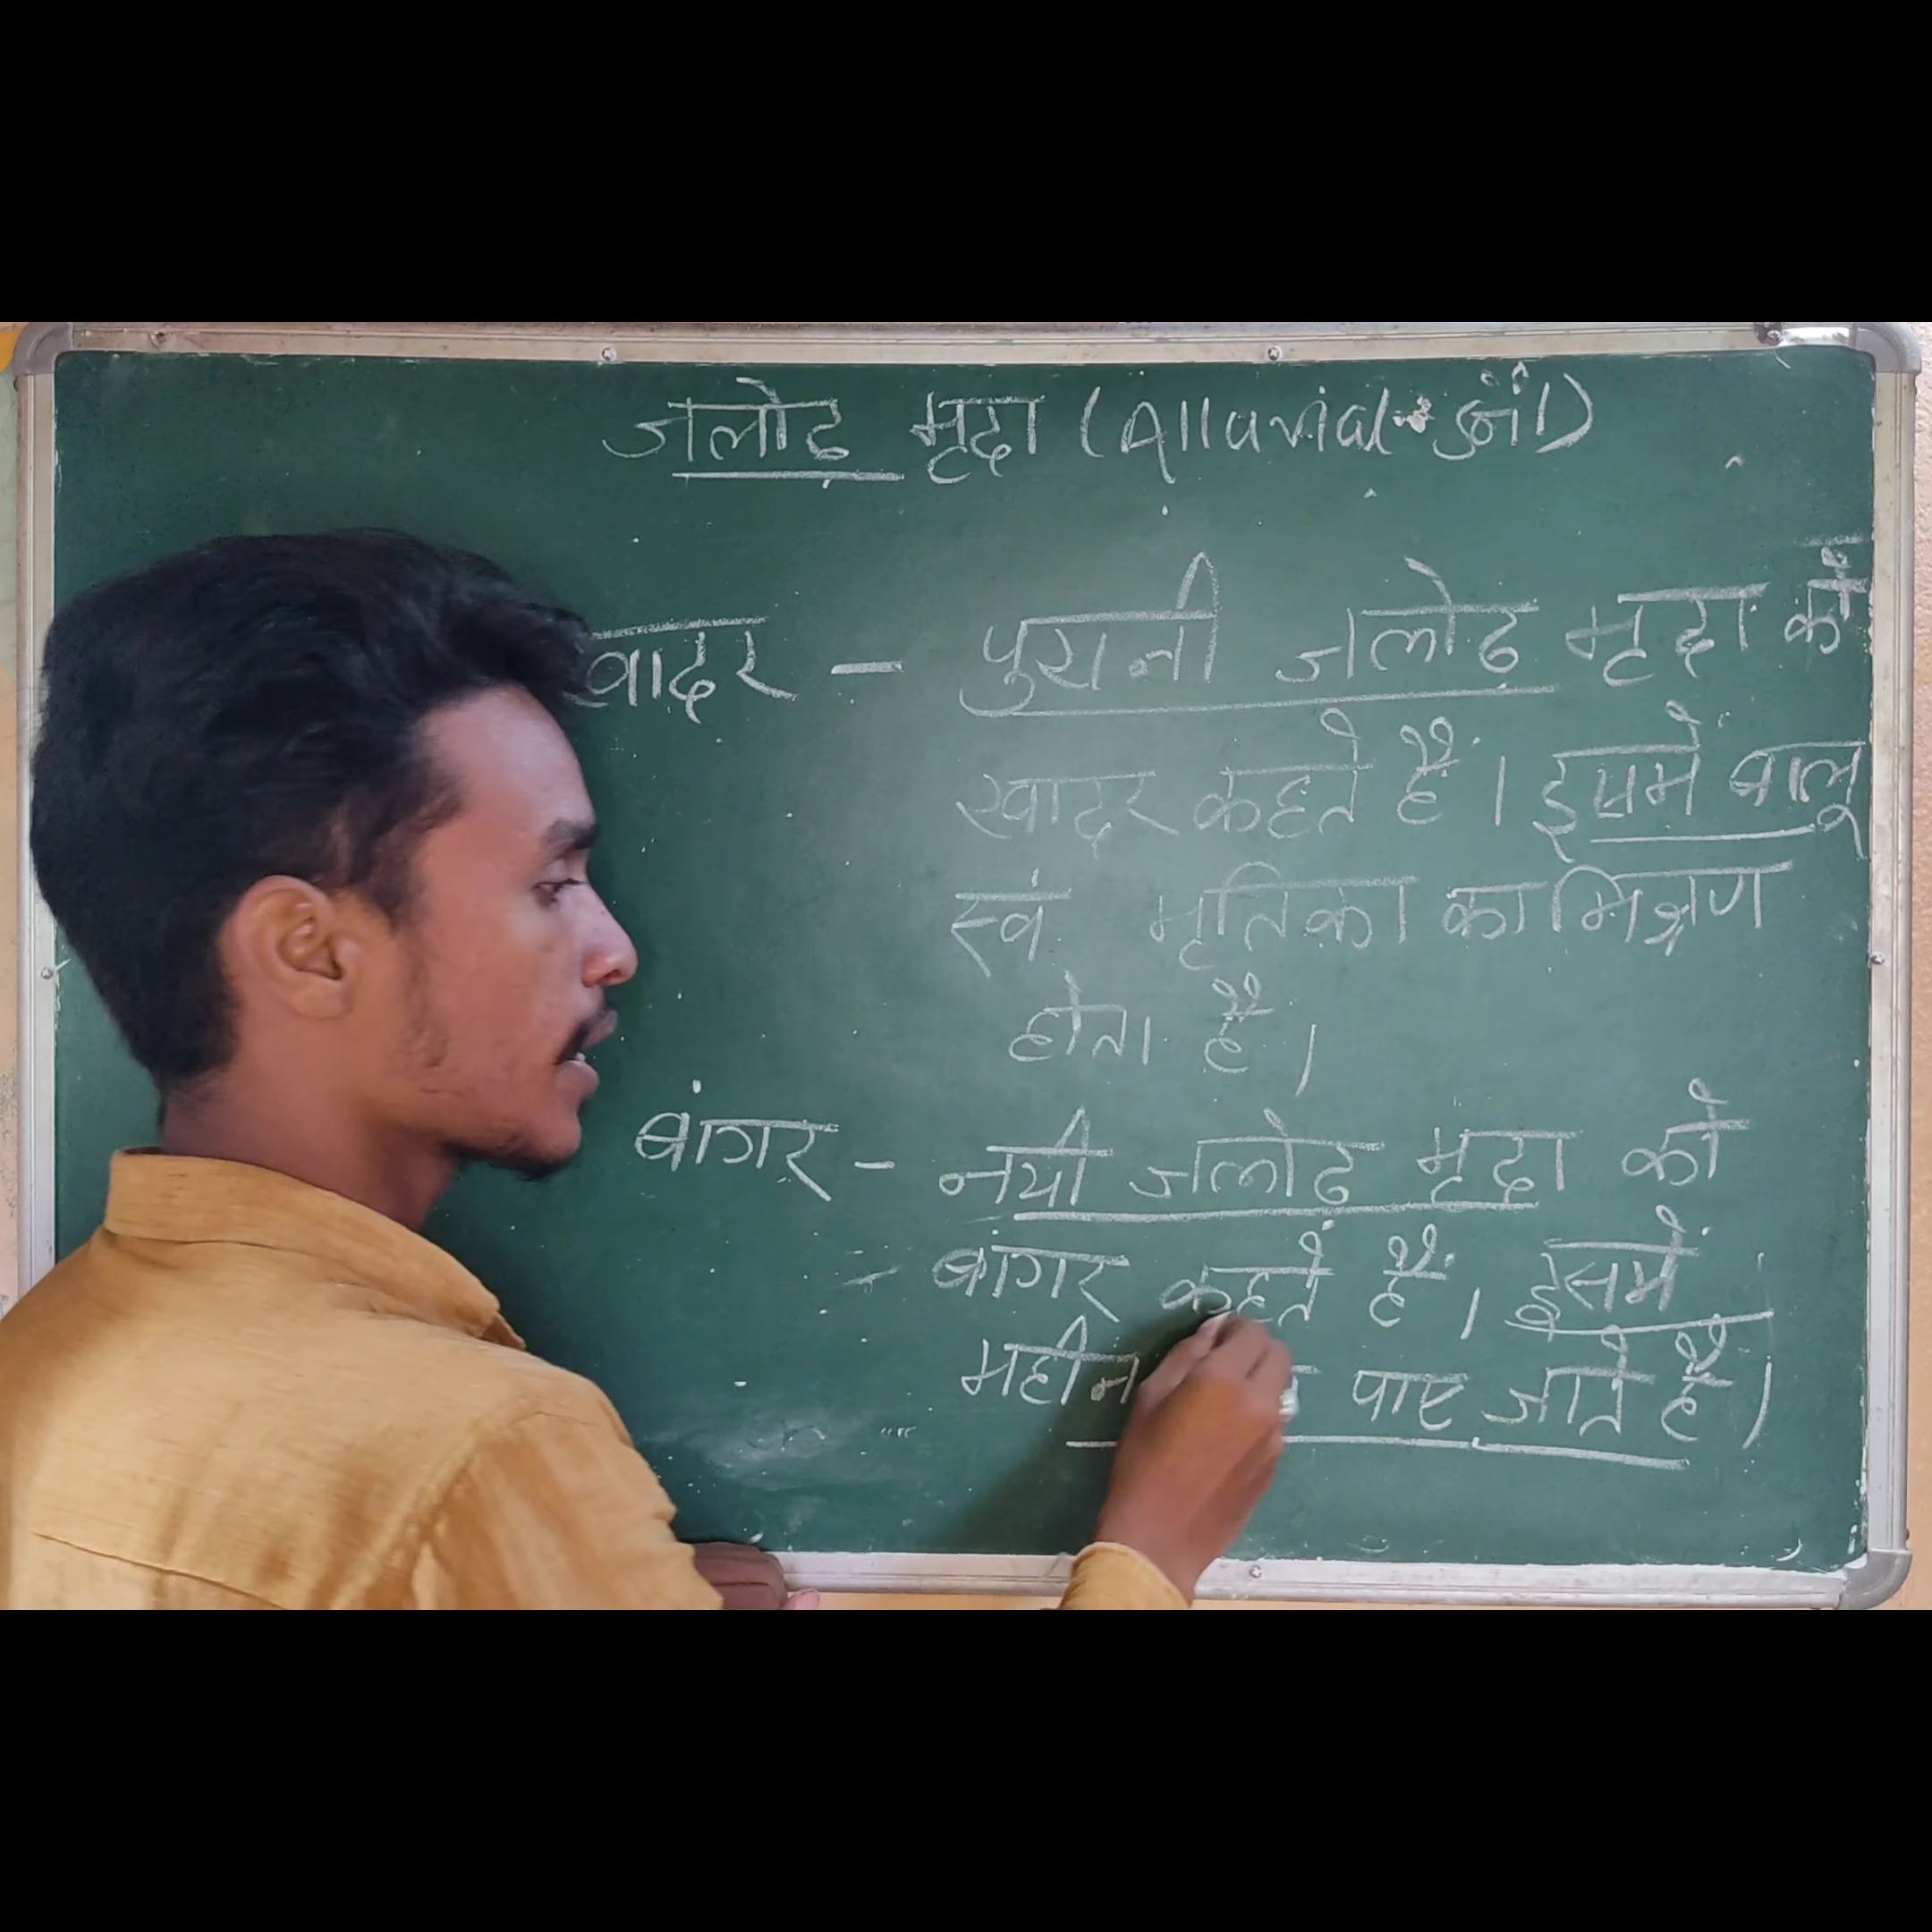 जलोढ़ मृदा (Alluvial soil)
खादर - पुरानी जलोढ़ मृदा को
खादर कहते हैं। इसमें बालू
एवं मृतिका का मिश्रण
होता है।
बांगर - नयी जलोढ़ मृदा को
बांगर कहते हैं। इसमें
महीन पाए जाते हैं।